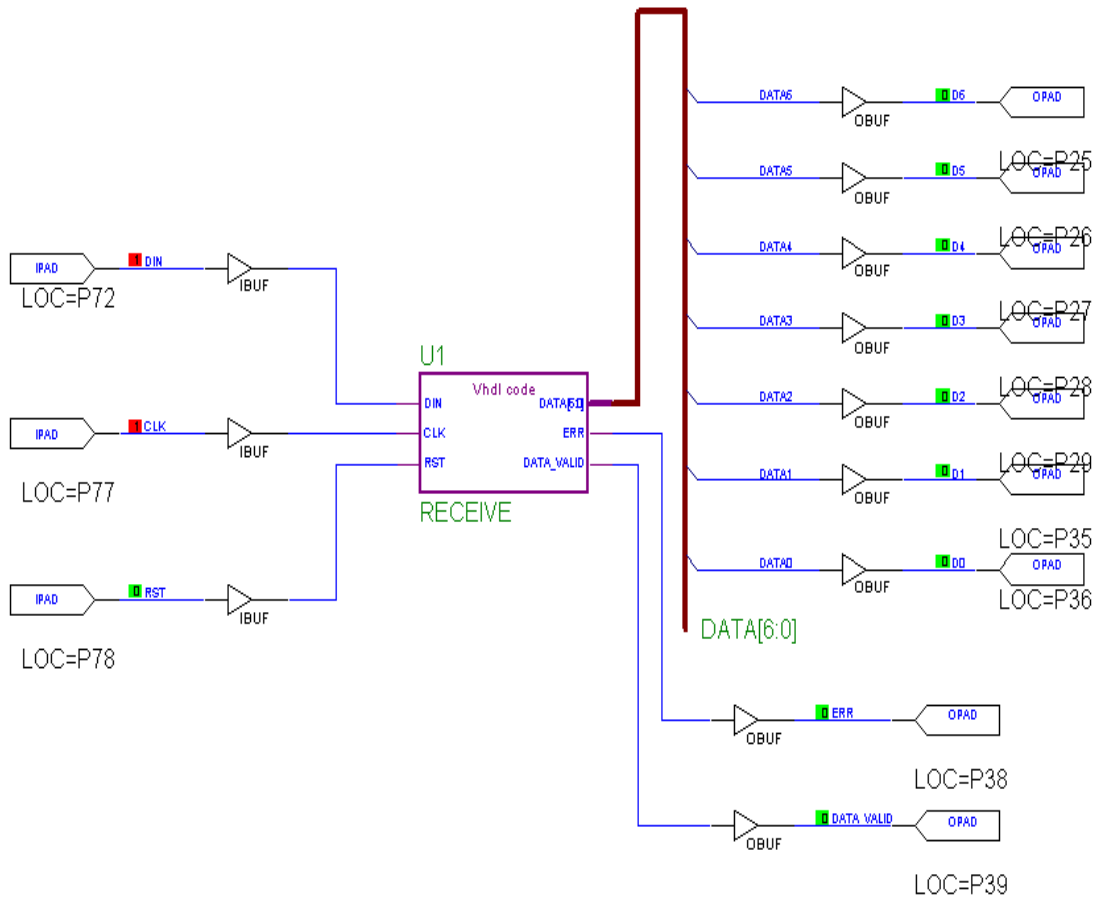 DATA6
0 D6
OPAD
OBUF
LOC=P25
DATA5
0 D5
OPAD
OBUF
LOC=P26
DATA4
0 D4
OPAD
OBUF
LOC=P27
DATA3
0 D3
OPAD
OBUF
LOC=P28
DATA2
0 D2
OPAD
OBUF
LOC=P29
DATA1
0 D1
OPAD
OBUF
LOC=P35
DATA0
0 D0
OPAD
OBUF
LOC=P36
DATA[6:0]
IPAD
1 DIN
IBUF
LOC=P72
IPAD
1 CLK
IBUF
LOC=P77
IPAD
0 RST
IBUF
LOC=P78
U1
Vhdl code
DIN
DATA[6:0]
CLK
ERR
RST
DATA_VALID
RECEIVE
0 ERR
OPAD
OBUF
LOC=P38
0 DATA_VALID
OPAD
OBUF
LOC=P39